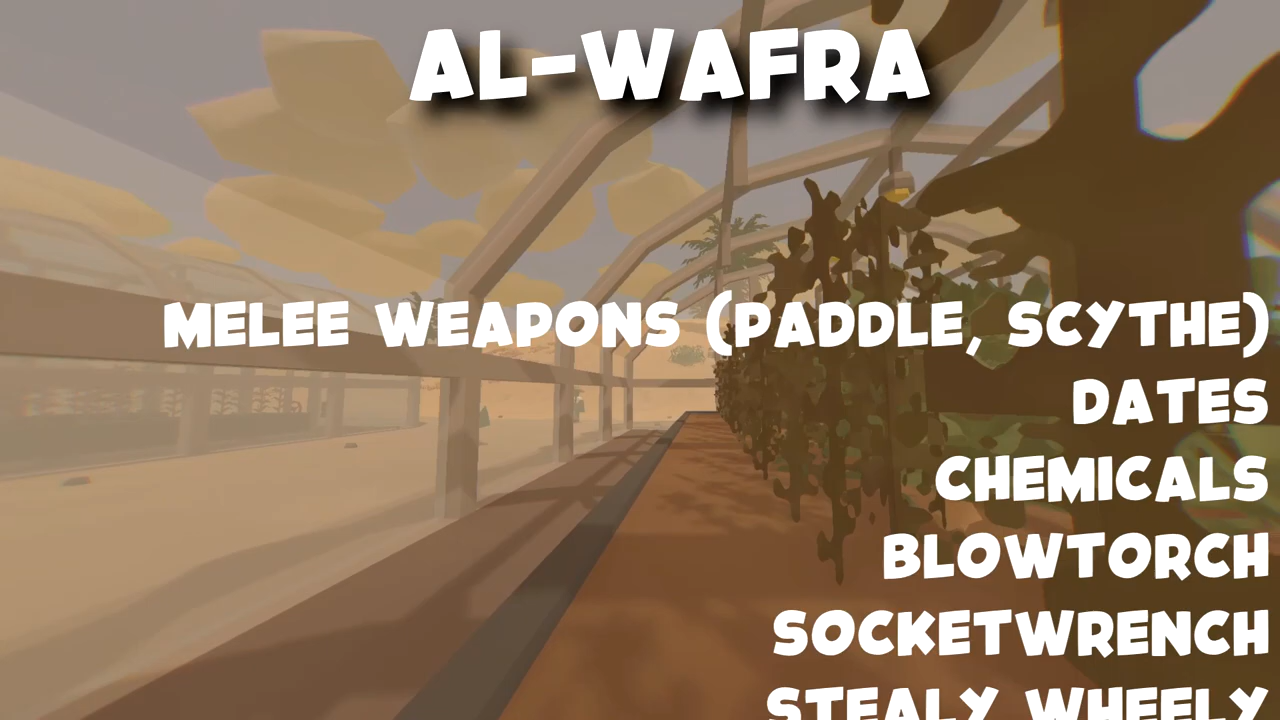 AL-WAFRA
MELEE WEAPONS (PADDLE, SCYTHE)
DATES
CHEMICALS
BLOWTORCH
SOCKETWRENCH
STEALY WHEELY